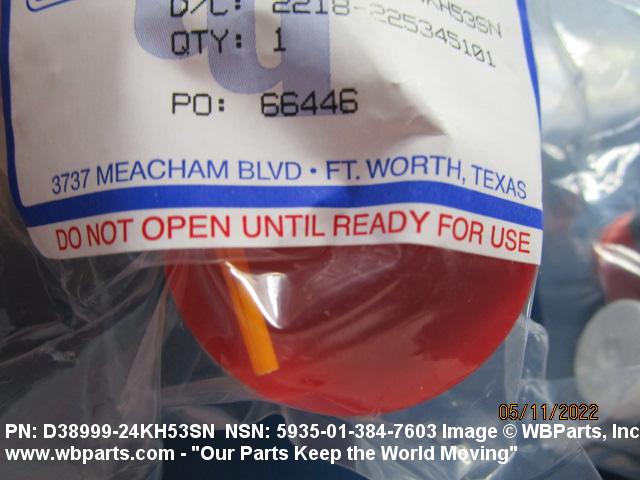 D/C: 2218-225345101
QTY: 1
PO: 66446
3737 MEACHAM BLVD • FT. WORTH, TEXAS
DO NOT OPEN UNTIL READY FOR USE
05/11/2022
PN: D38999-24KH53SN NSN: 5935-01-384-7603 Image © WBParts, Inc
www.wbparts.com - "Our Parts Keep the World Moving"